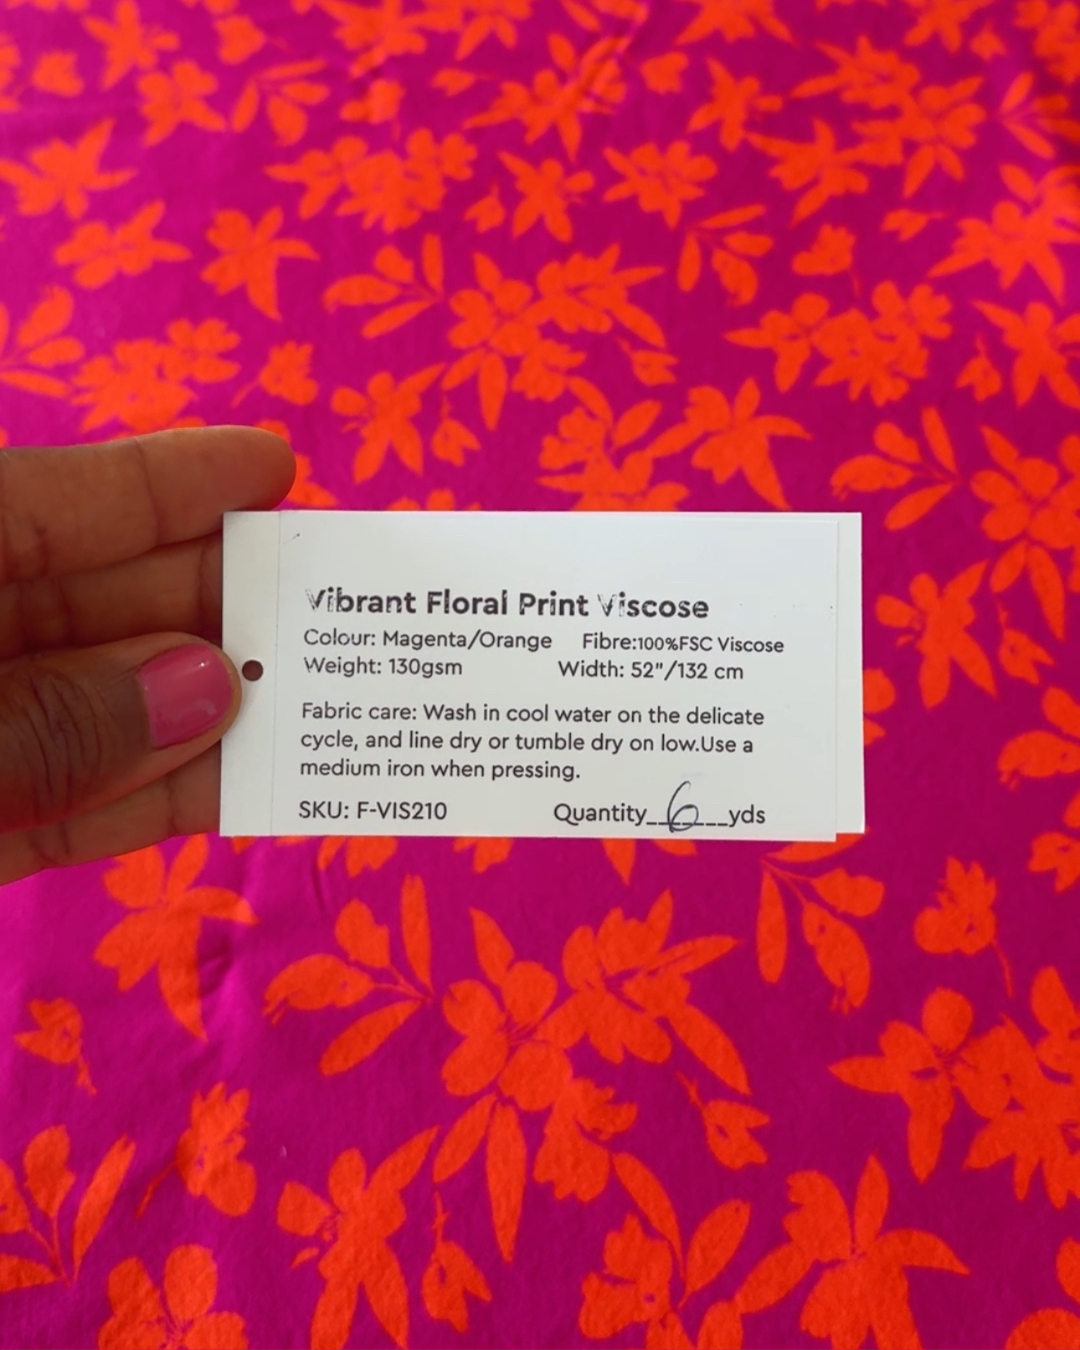 Vibrant Floral Print Viscose
Colour: Magenta/Orange Fibre:100%FSC Viscose
Weight: 130gsm Width: 52"/132 cm
Fabric care: Wash in cool water on the delicate
cycle, and line dry or tumble dry on low.Use a
medium iron when pressing.
SKU: F-VIS210 Quantity__6___yds